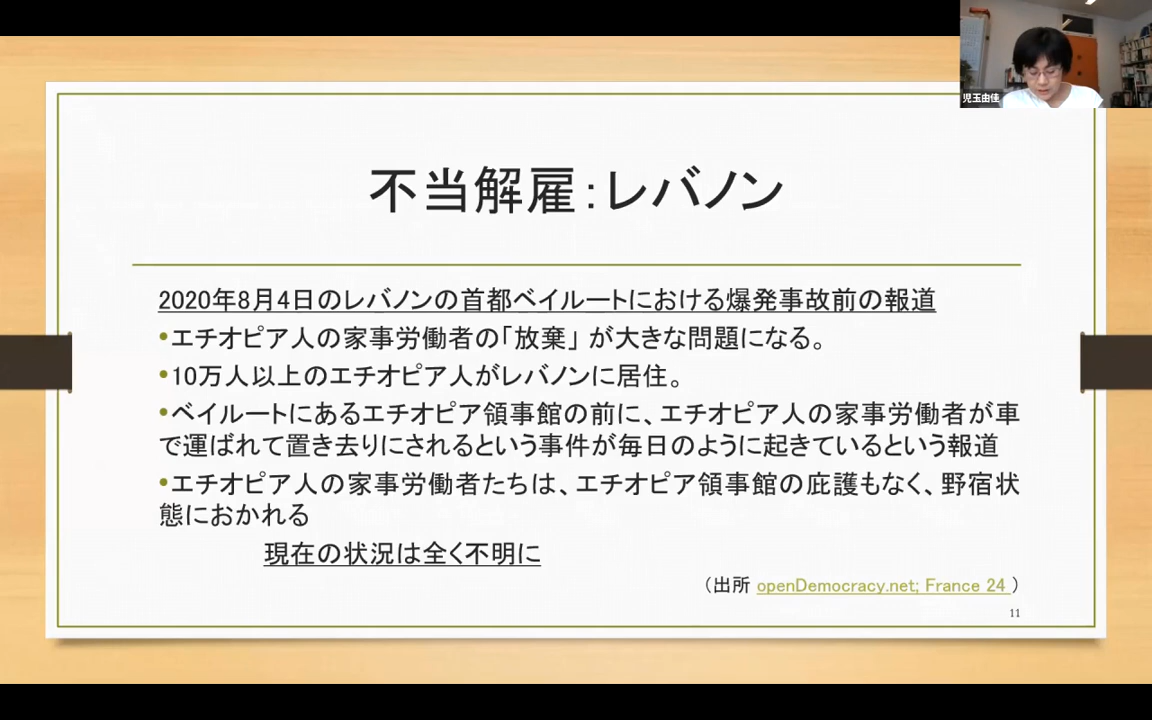 児玉由佳
不当解雇：レバノン
2020年8月4日のレバノンの首都ベイルートにおける爆発事故前の報道
•エチオピア人の家事労働者の「放棄」 が大きな問題になる。
•10万人以上のエチオピア人がレバノンに居住。
•ベイルートにあるエチオピア領事館の前に、エチオピア人の家事労働者が車
で運ばれて置き去りにされるという事件が毎日のように起きているという報道
•エチオピア人の家事労働者たちは、エチオピア領事館の庇護もなく、野宿状
態におかれる
現在の状況は全く不明に
（出所 openDemocracy.net; France 24 ）
11